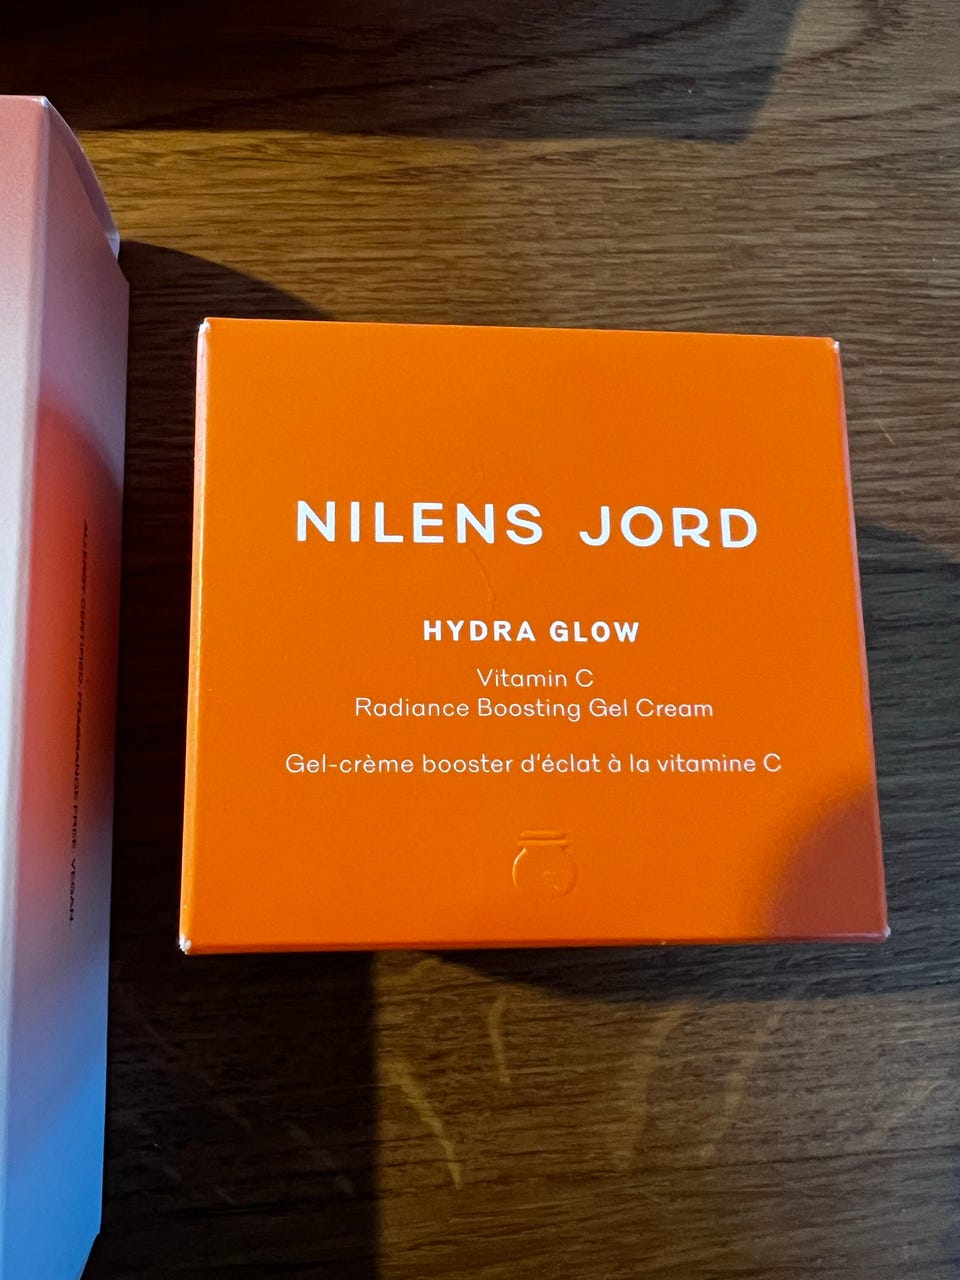 NILENS JORD
HYDRA GLOW
Vitamin C
Radiance Boosting Gel Cream
Gel-crème booster d'éclat à la vitamine C
ALLERGY CERTIFIED. FRAGRANCE FREE. VEGAN.